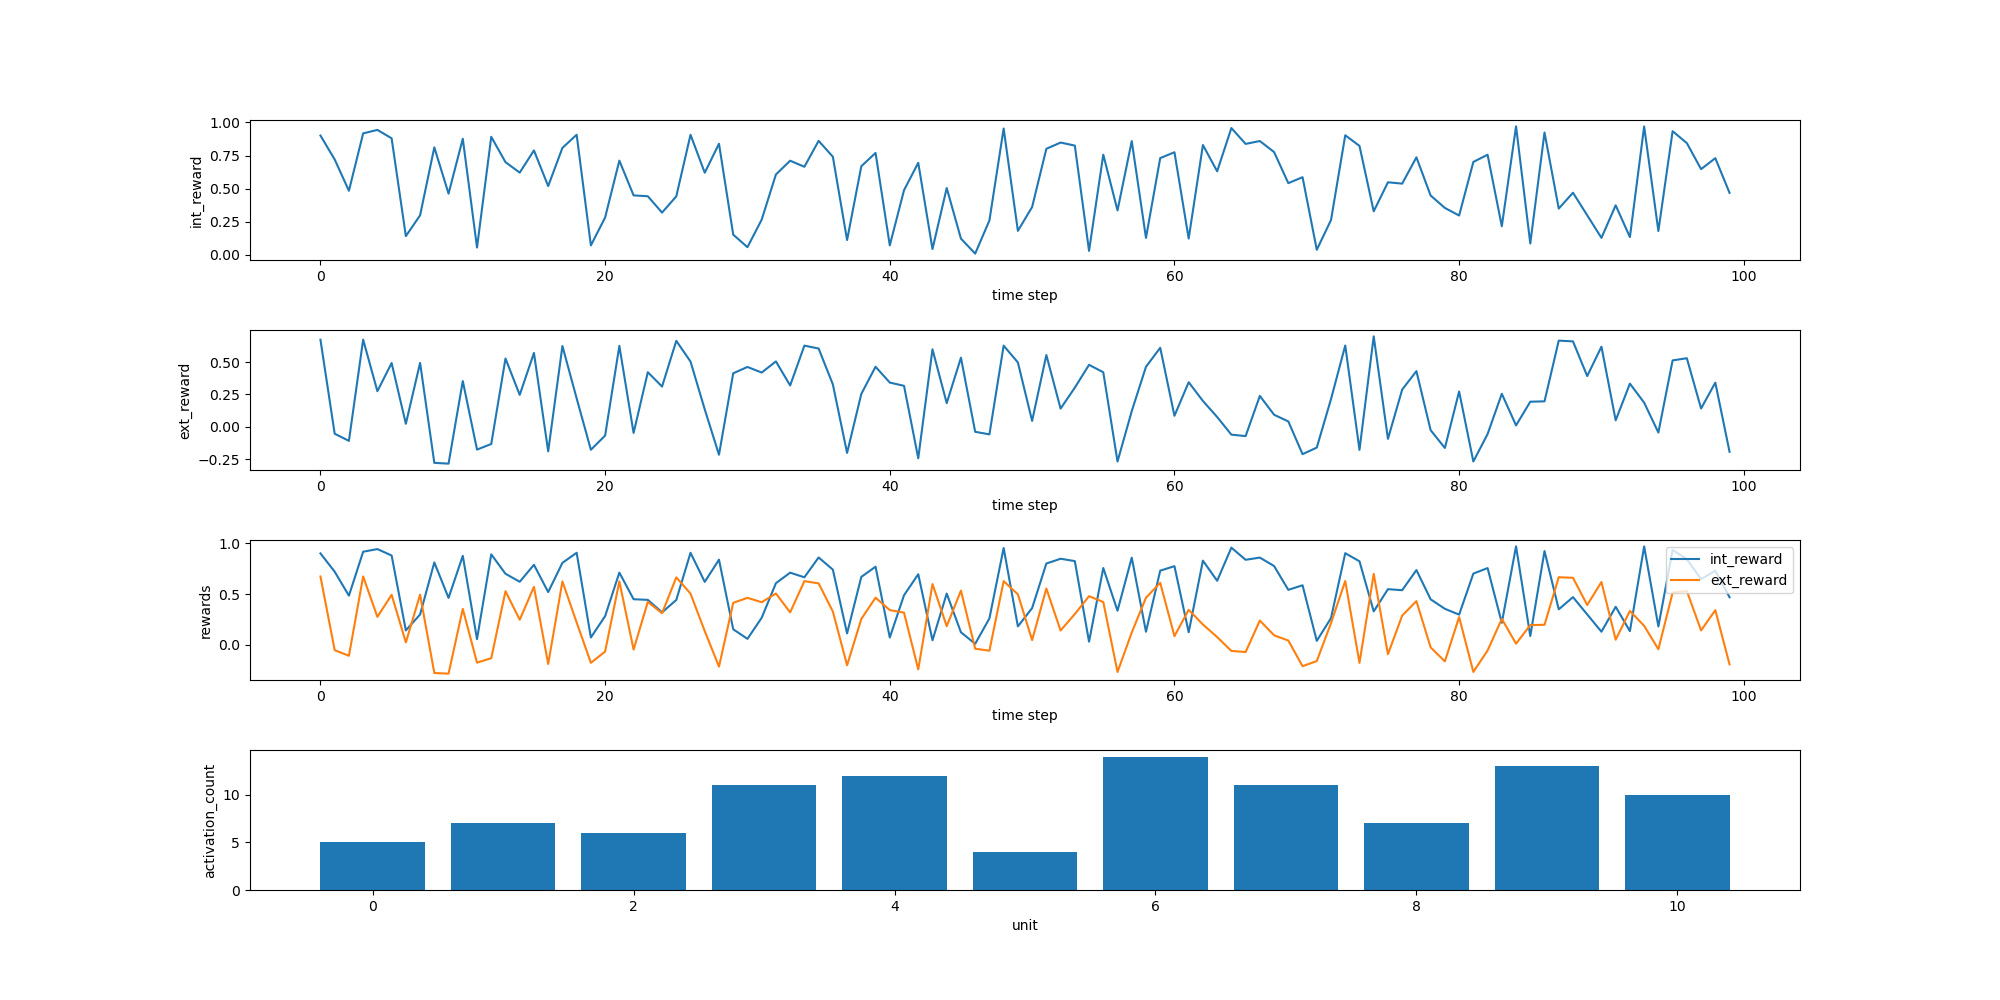 1.00
0.75
0.50
0.25
0.00
int_reward
0 20 40 60 80 100
time step
0.50
0.25
0.00
−0.25
ext_reward
0 20 40 60 80 100
time step
1.0
0.5
0.0
rewards
int_reward
ext_reward
0 20 40 60 80 100
time step
10
5
0
activation_count
0 2 4 6 8 10
unit